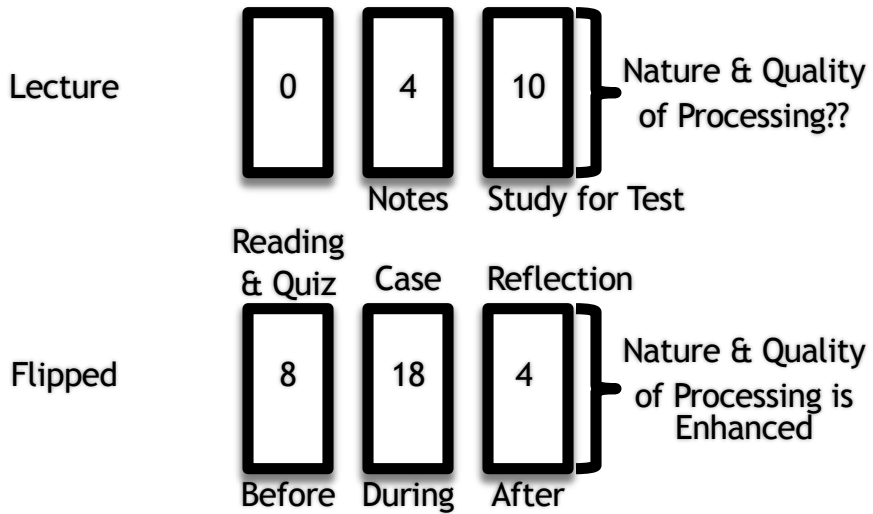 Lecture
0
4
10
Nature & Quality
of Processing??
Notes
Study for Test
Reading
& Quiz
Case
Reflection
Flipped
8
18
4
Nature & Quality
of Processing is
Enhanced
Before
During
After